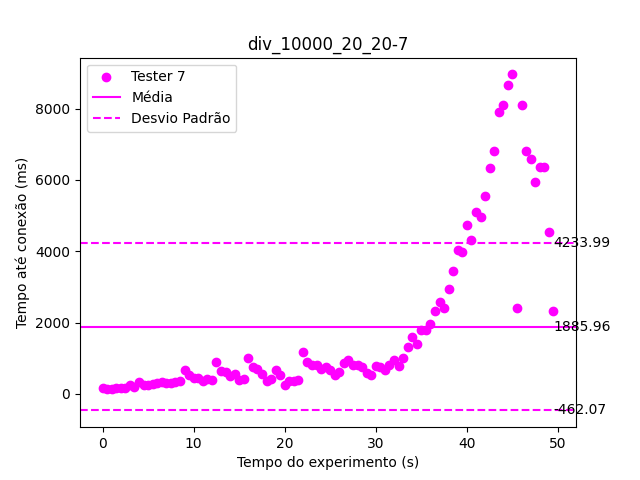 div_10000_20_20-7
Tester 7
Média
Desvio Padrão
Tempo até conexão (ms)
8000
6000
4000
2000
0
4233.99
1885.96
-462.07
0
10
20
30
40
50
Tempo do experimento (s)